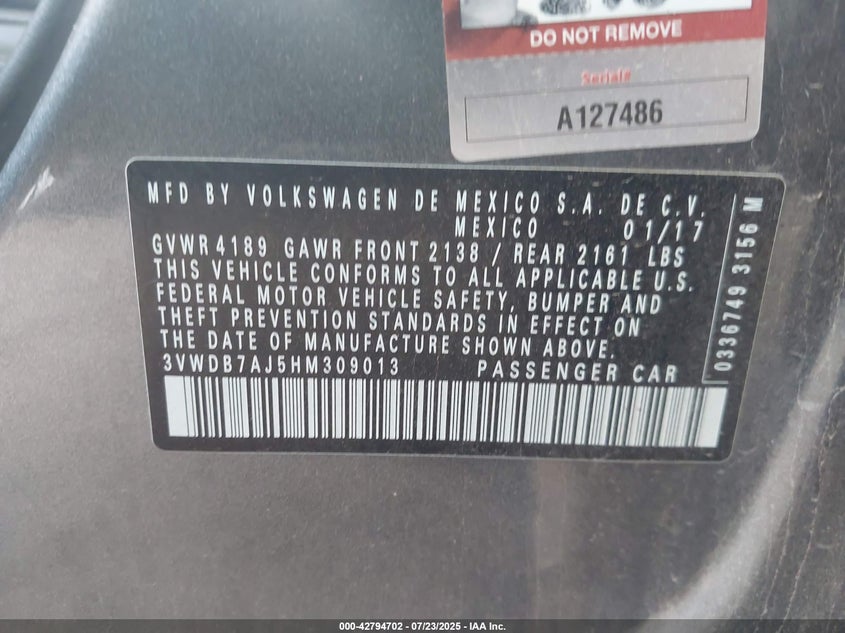 DO NOT REMOVE
Seriale
A127486
MFD BY VOLKSWAGEN DE MEXICO S.A. DE C.V.
MEXICO 01/17
GVWR 4189 GAWR FRONT 2138 / REAR 2161 LBS
THIS VEHICLE CONFORMS TO ALL APPLICABLE U.S.
FEDERAL MOTOR VEHICLE SAFETY, BUMPER AND
THEFT PREVENTION STANDARDS IN EFFECT ON
THE DATE OF MANUFACTURE SHOWN ABOVE.
3VWDB7AJ5HM309013 PASSENGER CAR
0336749 3156 M
000-42794702 - 07/23/2025 - IAA Inc.